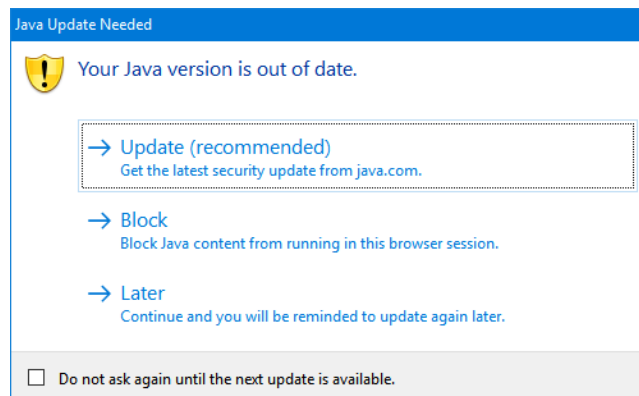 Java Update Needed
Your Java version is out of date.
Update (recommended)
Get the latest security update from java.com.
Block
Block Java content from running in this browser session.
Later
Continue and you will be reminded to update again later.
Do not ask again until the next update is available.